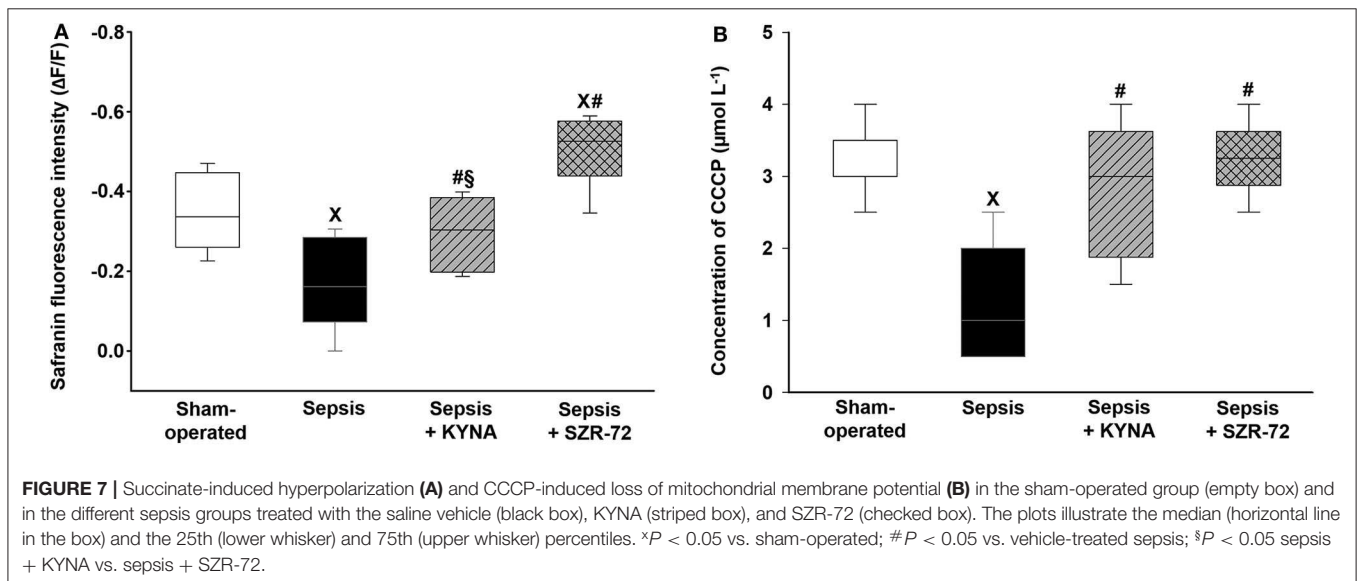 A
Safranin fluorescence intensity (ΔF/F)
-0.8
-0.6
-0.4
-0.2
0.0
X
#§
X#
Sham-
operated
Sepsis
Sepsis
+ KYNA
Sepsis
+ SZR-72
B
Concentration of CCCP (µmol L-1)
5
4
3
2
1
0
X
#
#
Sham-
operated
Sepsis
Sepsis
+ KYNA
Sepsis
+ SZR-72
FIGURE 7 | Succinate-induced hyperpolarization (A) and CCCP-induced loss of mitochondrial membrane potential (B) in the sham-operated group (empty box) and
in the different sepsis groups treated with the saline vehicle (black box), KYNA (striped box), and SZR-72 (checked box). The plots illustrate the median (horizontal line
in the box) and the 25th (lower whisker) and 75th (upper whisker) percentiles. xP < 0.05 vs. sham-operated; #P < 0.05 vs. vehicle-treated sepsis; §P < 0.05 sepsis
+ KYNA vs. sepsis + SZR-72.